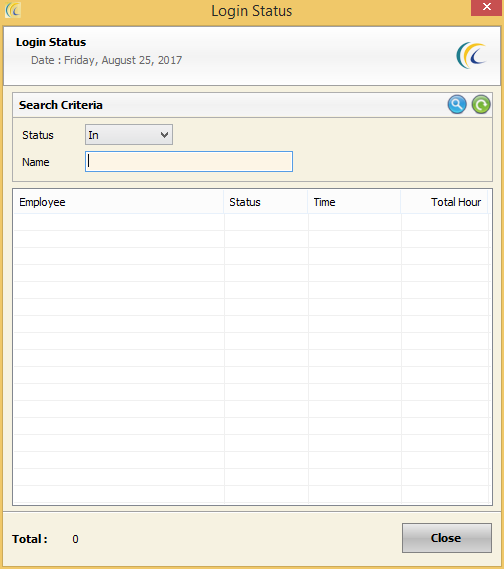 Login Status
Login Status
Date : Friday, August 25, 2017
Search Criteria
Status In
Name
Employee Status Time Total Hour
Total : 0 Close